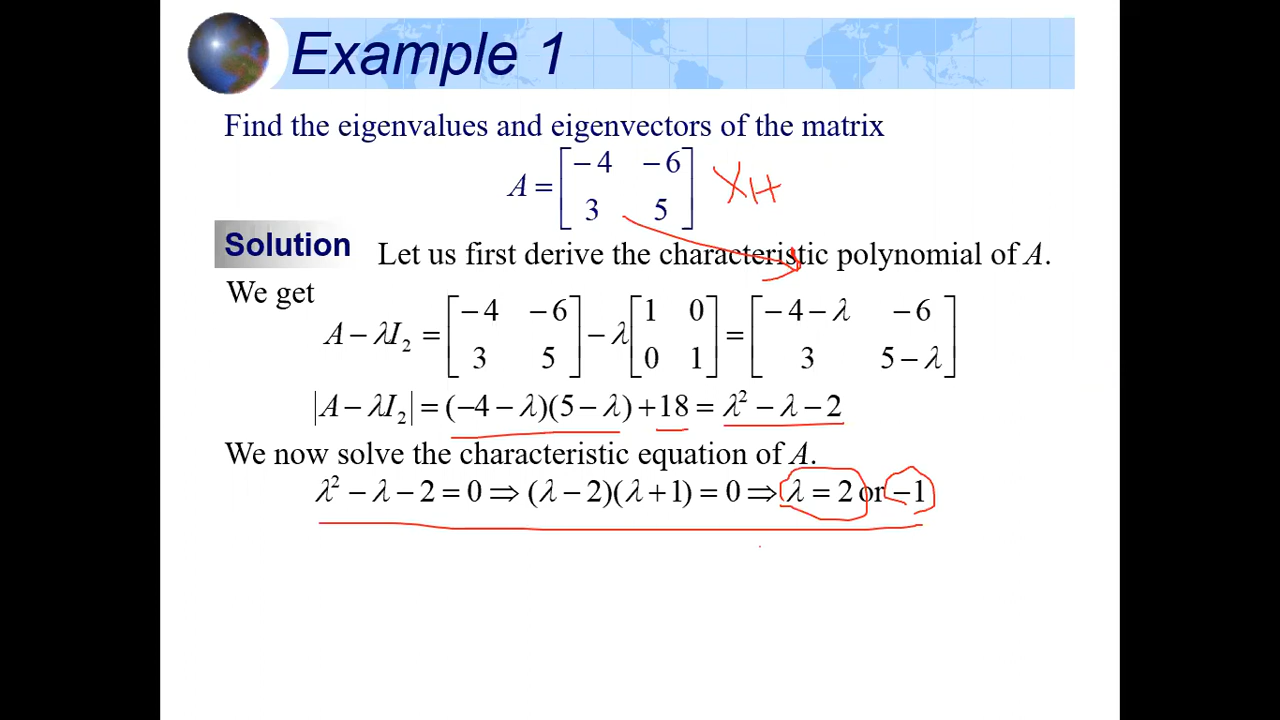 Example 1
Find the eigenvalues and eigenvectors of the matrix
A = [ −4 −6
3 5 ]
Solution Let us first derive the characteristic polynomial of A.
We get
A − λI₂ = [ −4 −6 ; 3 5 ] − λ [ 1 0 ; 0 1 ] = [ −4 − λ −6 ; 3 5 − λ ]
|A − λI₂| = (−4 − λ)(5 − λ) + 18 = λ² − λ − 2
We now solve the characteristic equation of A.
λ² − λ − 2 = 0 ⇒ (λ − 2)(λ + 1) = 0 ⇒ λ = 2 or −1